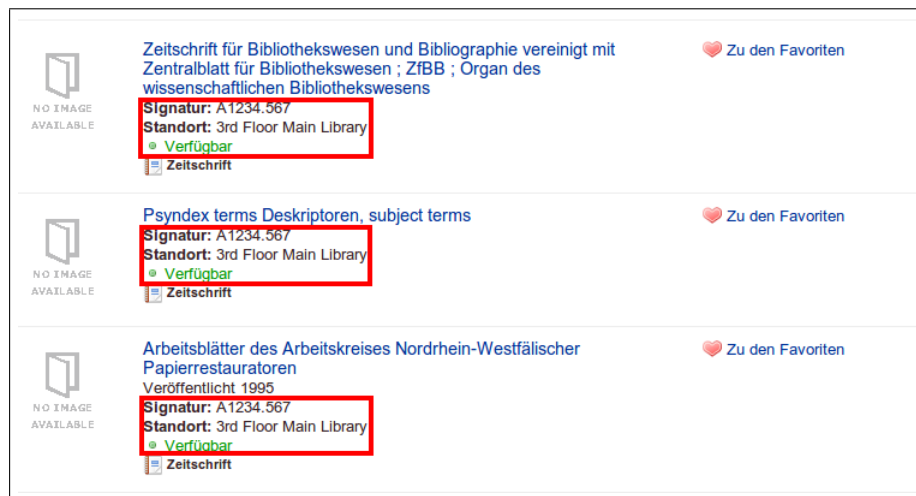 Zeitschrift für Bibliothekswesen und Bibliographie vereinigt mit
Zentralblatt für Bibliothekswesen ; ZfBB ; Organ des
wissenschaftlichen Bibliothekswesens
Zu den Favoriten
NO IMAGE
AVAILABLE
Signatur: A1234.567
Standort: 3rd Floor Main Library
Verfügbar
Zeitschrift
Psyndex terms Deskriptoren, subject terms
Zu den Favoriten
NO IMAGE
AVAILABLE
Signatur: A1234.567
Standort: 3rd Floor Main Library
Verfügbar
Zeitschrift
Arbeitsblätter des Arbeitskreises Nordrhein-Westfälischer
Papierrestauratoren
Zu den Favoriten
NO IMAGE
AVAILABLE
Veröffentlicht 1995
Signatur: A1234.567
Standort: 3rd Floor Main Library
Verfügbar
Zeitschrift